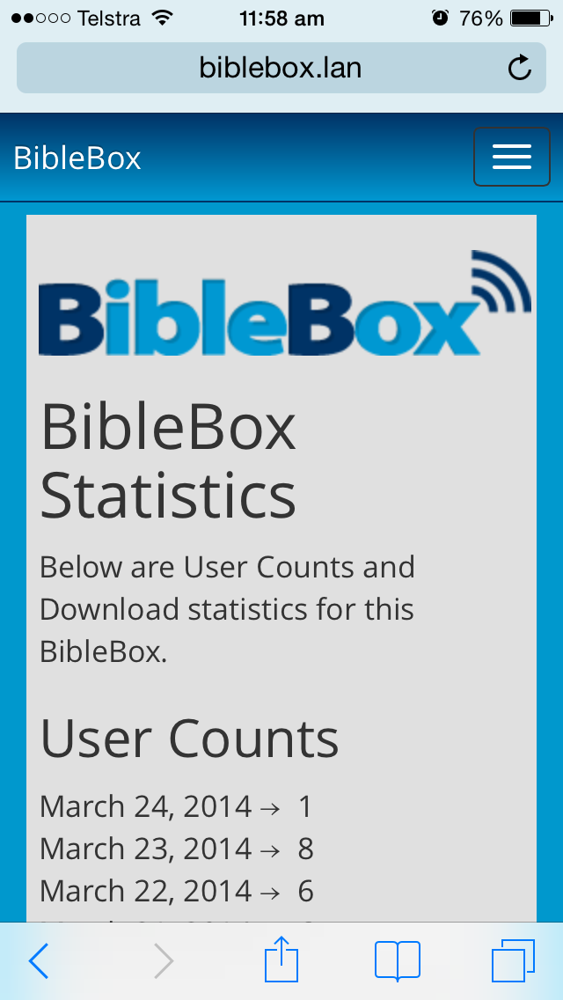 Telstra 11:58 am 76%
biblebox.lan
BibleBox
BibleBox
BibleBox
Statistics
Below are User Counts and
Download statistics for this
BibleBox.
User Counts
March 24, 2014 → 1
March 23, 2014 → 8
March 22, 2014 → 6